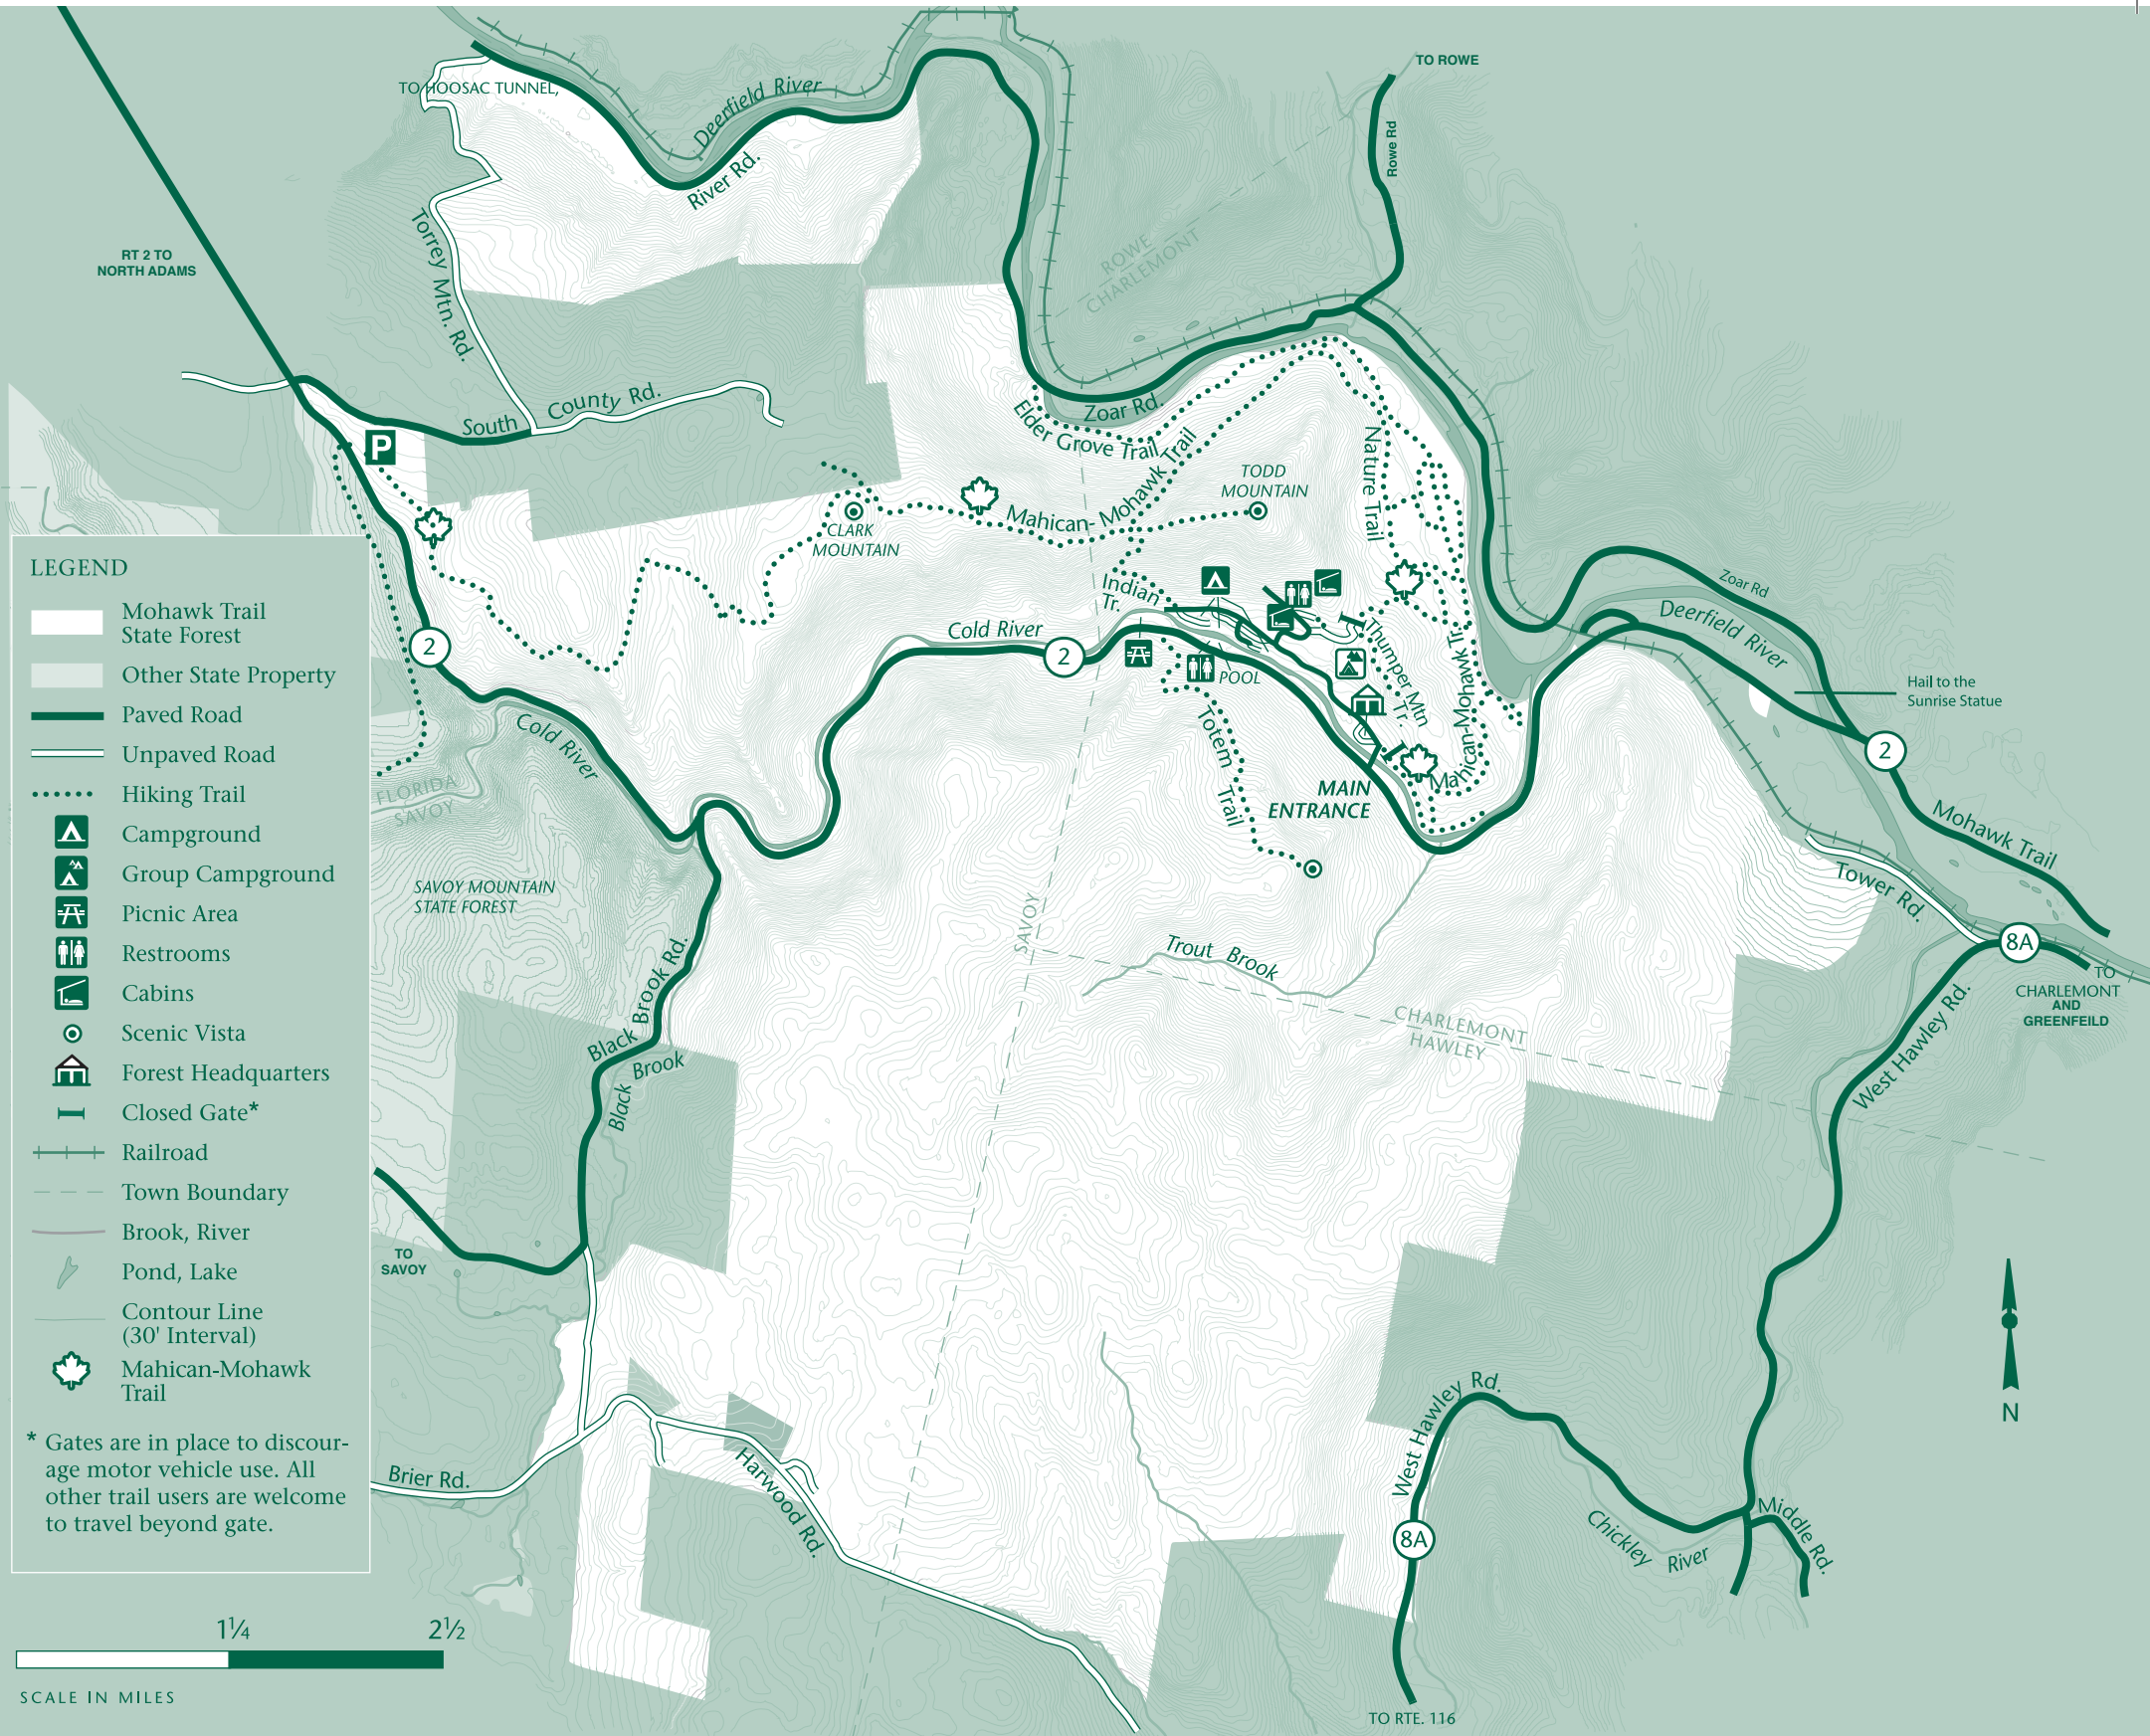 TO ROWE
TO HOOSAC TUNNEL,
Deerfield River
River Rd.
Rowe Rd
ROWE
CHARLEMONT
RT 2 TO
NORTH ADAMS
Torrey Mtn. Rd.
South County Rd.
P
Zoar Rd.
Elder Grove Trail
Mahican-Mohawk Trail
Nature Trail
TODD
MOUNTAIN
CLARK
MOUNTAIN
Indian
Tr.
Cold River
2
2
POOL
Thumper Mtn
Tr.
Mahican-Mohawk Tr.
Zoar Rd
Deerfield River
Hail to the
Sunrise Statue
2
Cold River
Totem Trail
MAIN
ENTRANCE
FLORIDA
SAVOY
Mohawk Trail
Tower Rd.
8A
TO
CHARLEMONT
AND
GREENFEILD
SAVOY MOUNTAIN
STATE FOREST
SAVOY
Trout Brook
CHARLEMONT
HAWLEY
West Hawley Rd.
Black Brook Rd.
Black Brook
TO
SAVOY
N
West Hawley Rd.
8A
Chickley River
Middle Rd.
Brier Rd.
Harwood Rd.
TO RTE. 116
LEGEND
Mohawk Trail
State Forest
Other State Property
Paved Road
Unpaved Road
Hiking Trail
Campground
Group Campground
Picnic Area
Restrooms
Cabins
Scenic Vista
Forest Headquarters
Closed Gate*
Railroad
Town Boundary
Brook, River
Pond, Lake
Contour Line
(30' Interval)
Mahican-Mohawk
Trail
* Gates are in place to discour-
age motor vehicle use. All
other trail users are welcome
to travel beyond gate.
1¼ 2½
SCALE IN MILES